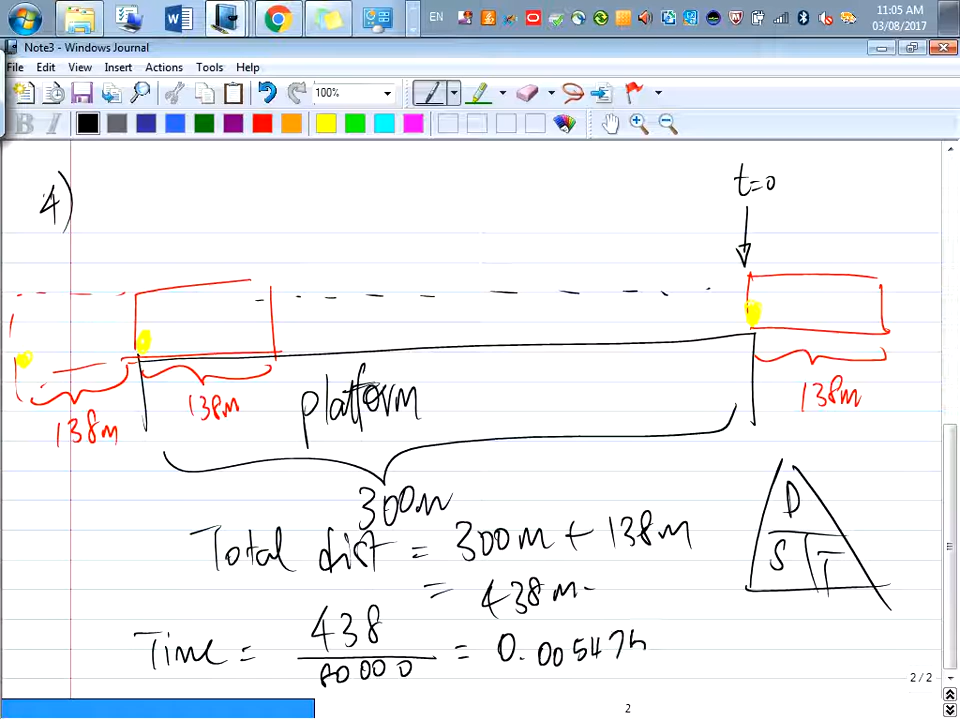 EN
11:05 AM
03/08/2017
Note3 - Windows Journal
File Edit View Insert Actions Tools Help
100%
B I
4)
t=0
138m
138m
138m
platform
300m
Total dist = 300m + 138m
= 438m
D
S T
Time = 438
80000
= 0.005475
2 / 2
2